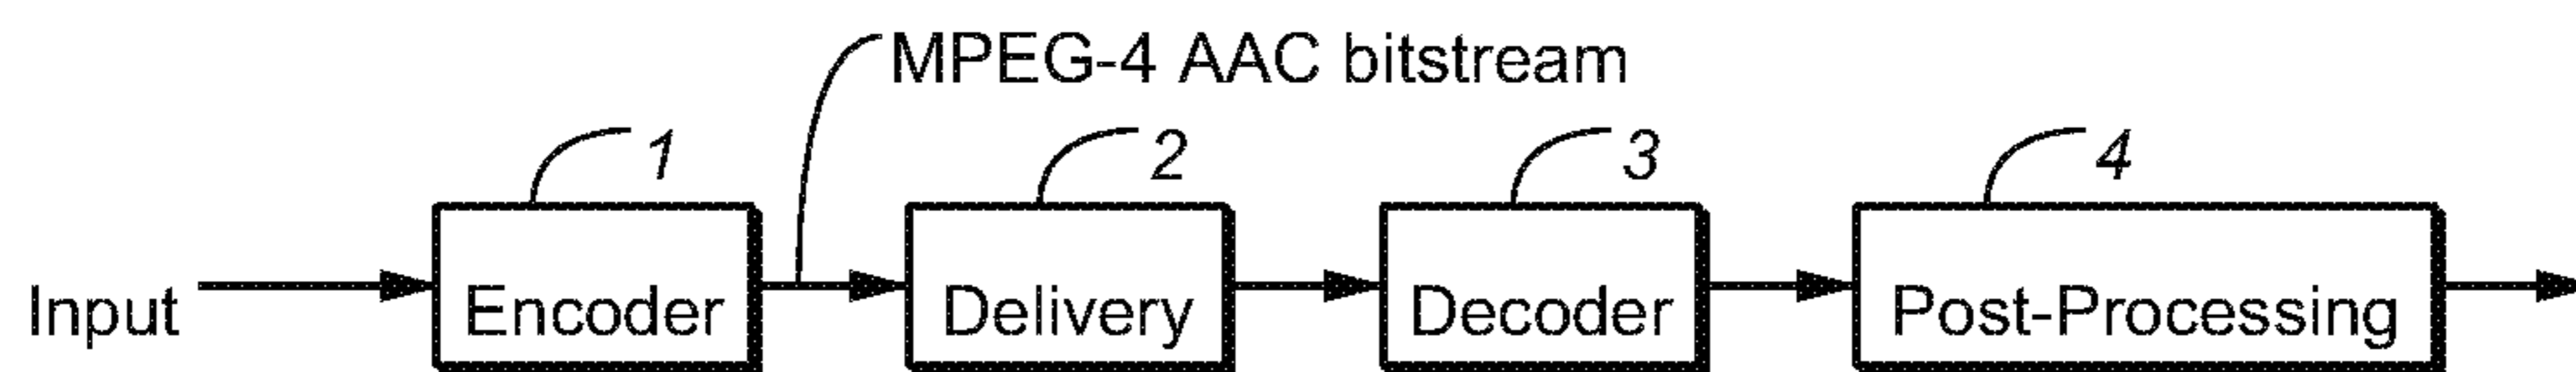 MPEG-4 AAC bitstream
1 2 3 4
Input Encoder Delivery Decoder Post-Processing